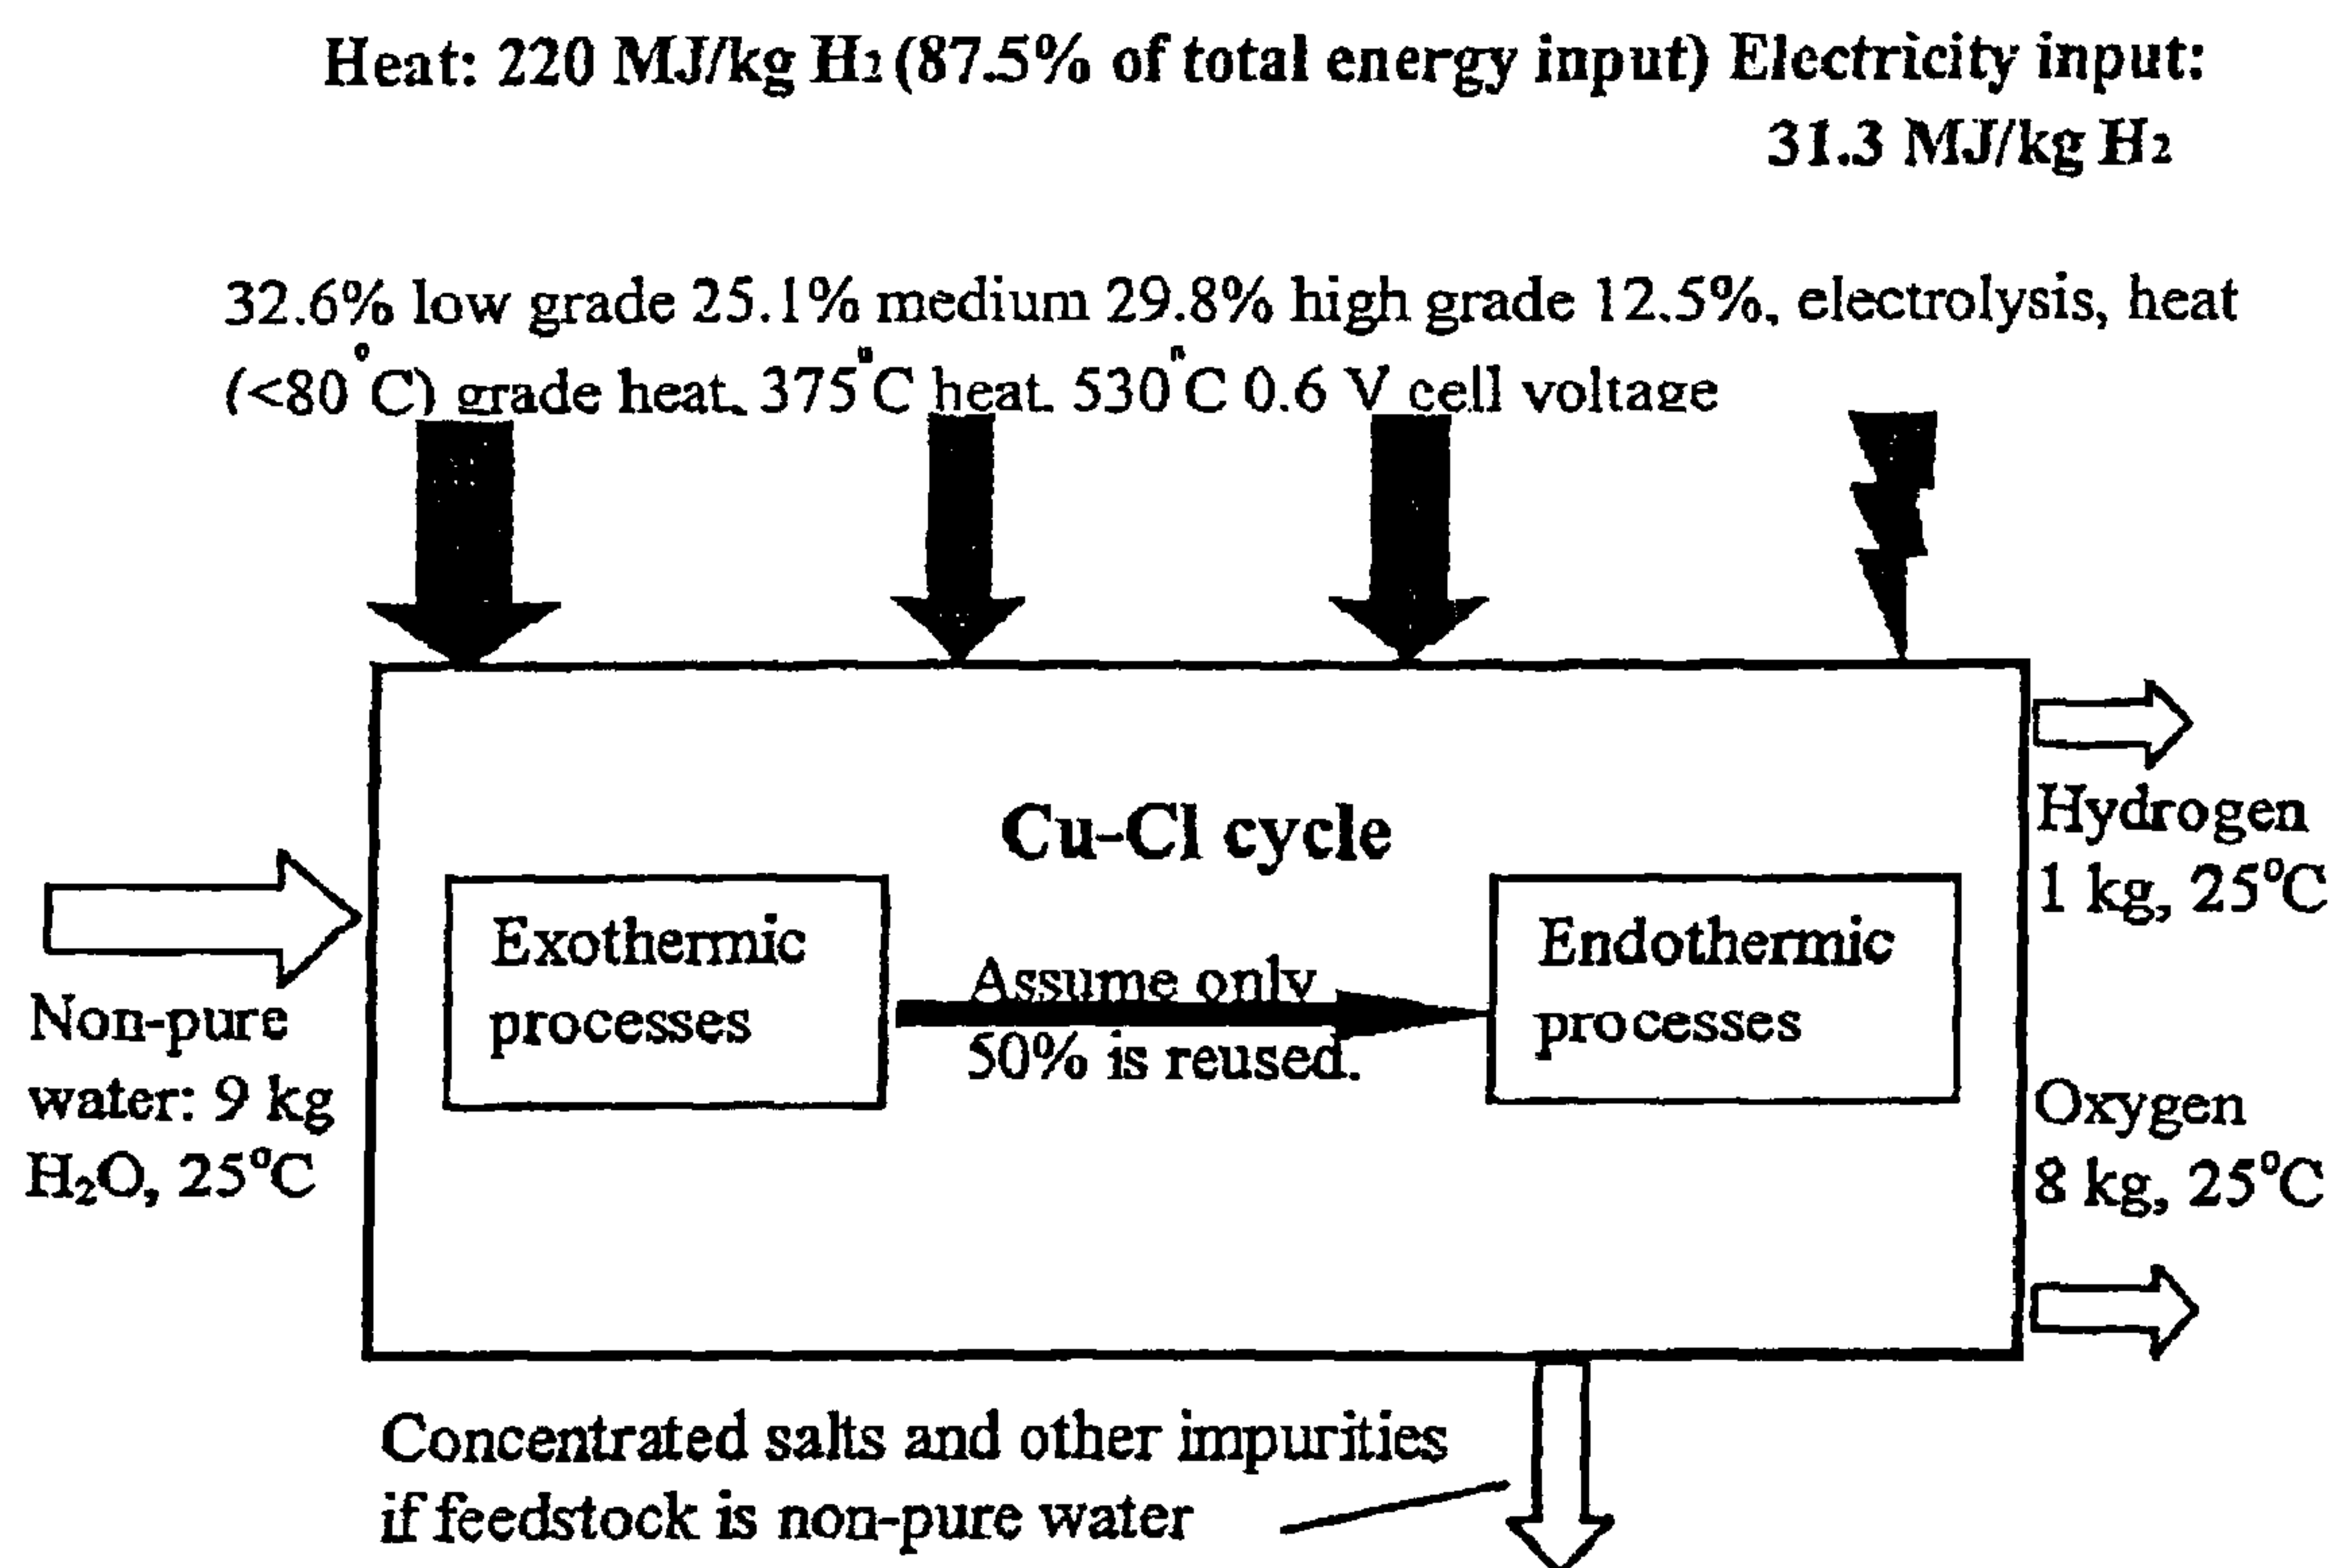 Heat: 220 MJ/kg H2 (87.5% of total energy input) Electricity input:
31.3 MJ/kg H2
32.6% low grade 25.1% medium 29.8% high grade 12.5%, electrolysis, heat
(<80°C) grade heat. 375°C heat. 530°C 0.6 V cell voltage
Cu-Cl cycle
Exothermic
processes
Assume only
50% is reused.
Endothermic
processes
Non-pure
water: 9 kg
H₂O, 25°C
Hydrogen
1 kg, 25°C
Oxygen
8 kg, 25°C
Concentrated salts and other impurities
if feedstock is non-pure water